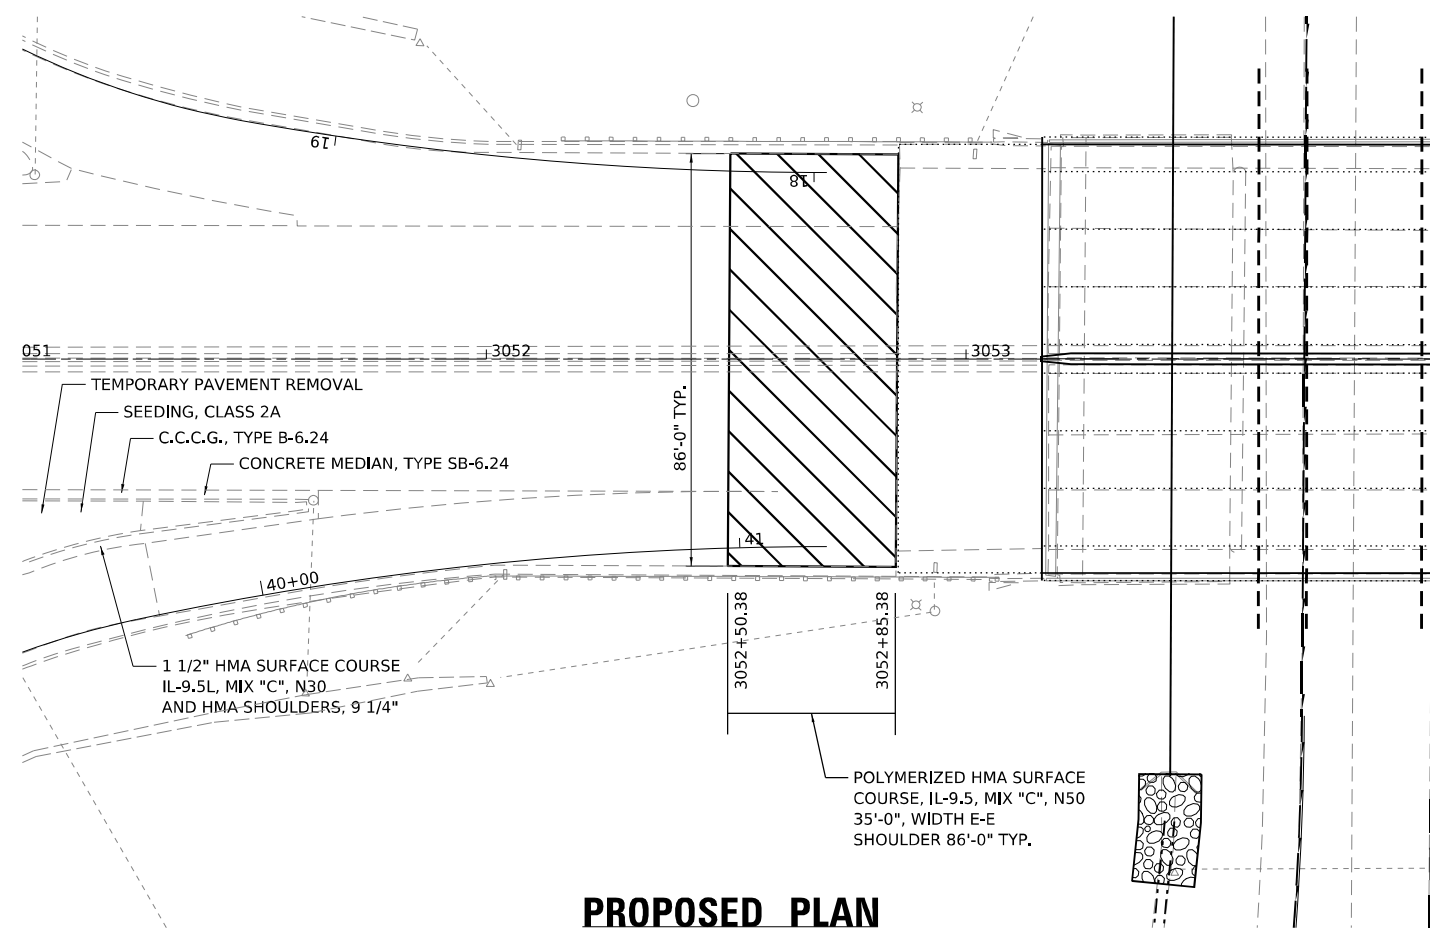 19
18
051
3052
3053
TEMPORARY PAVEMENT REMOVAL
SEEDING, CLASS 2A
C.C.C.G., TYPE B-6.24
CONCRETE MEDIAN, TYPE SB-6.24
86'-0" TYP.
41
40+00
3052+50.38
3052+85.38
1 1/2" HMA SURFACE COURSE
IL-9.5L, MIX "C", N30
AND HMA SHOULDERS, 9 1/4"
POLYMERIZED HMA SURFACE
COURSE, IL-9.5, MIX "C", N50
35'-0", WIDTH E-E
SHOULDER 86'-0" TYP.
PROPOSED PLAN